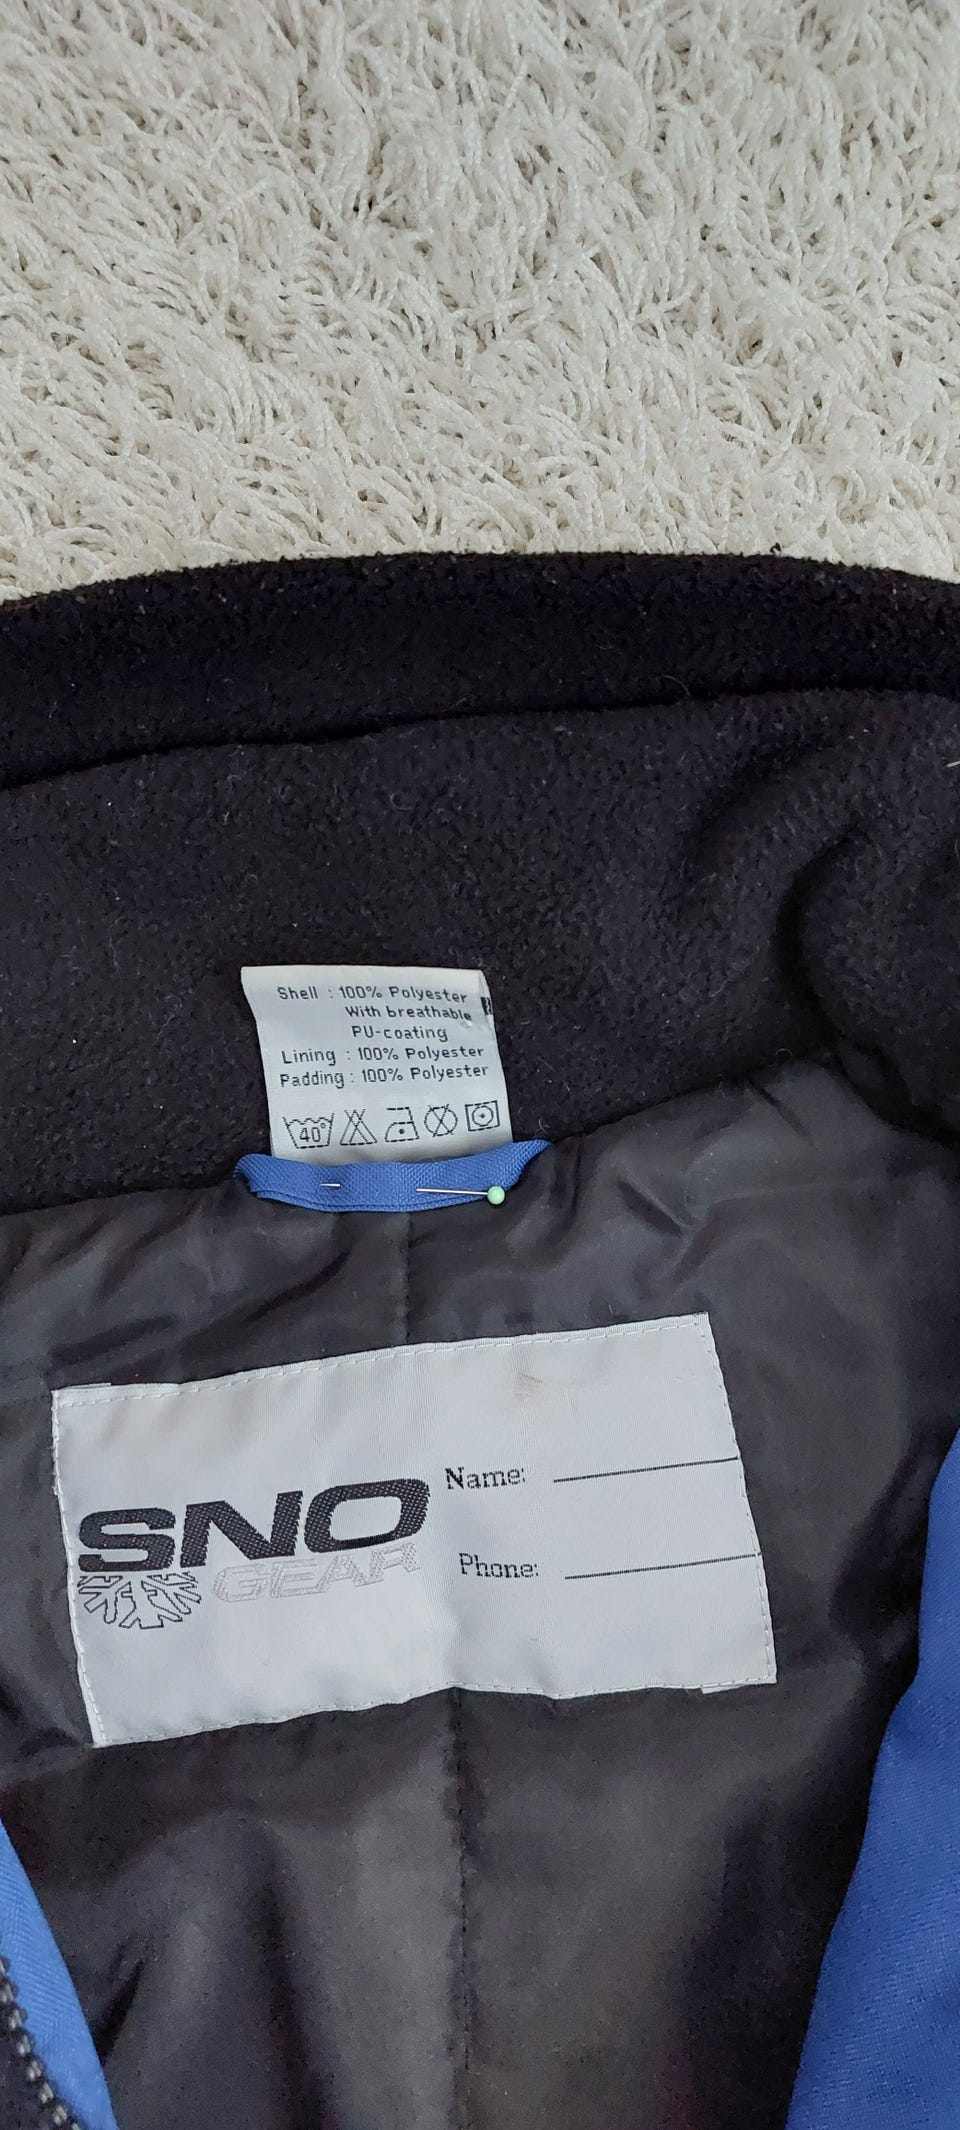 Shell : 100% Polyester
With breathable
PU-coating
Lining : 100% Polyester
Padding : 100% Polyester
40°
SNO
GEAR
Name:
Phone: